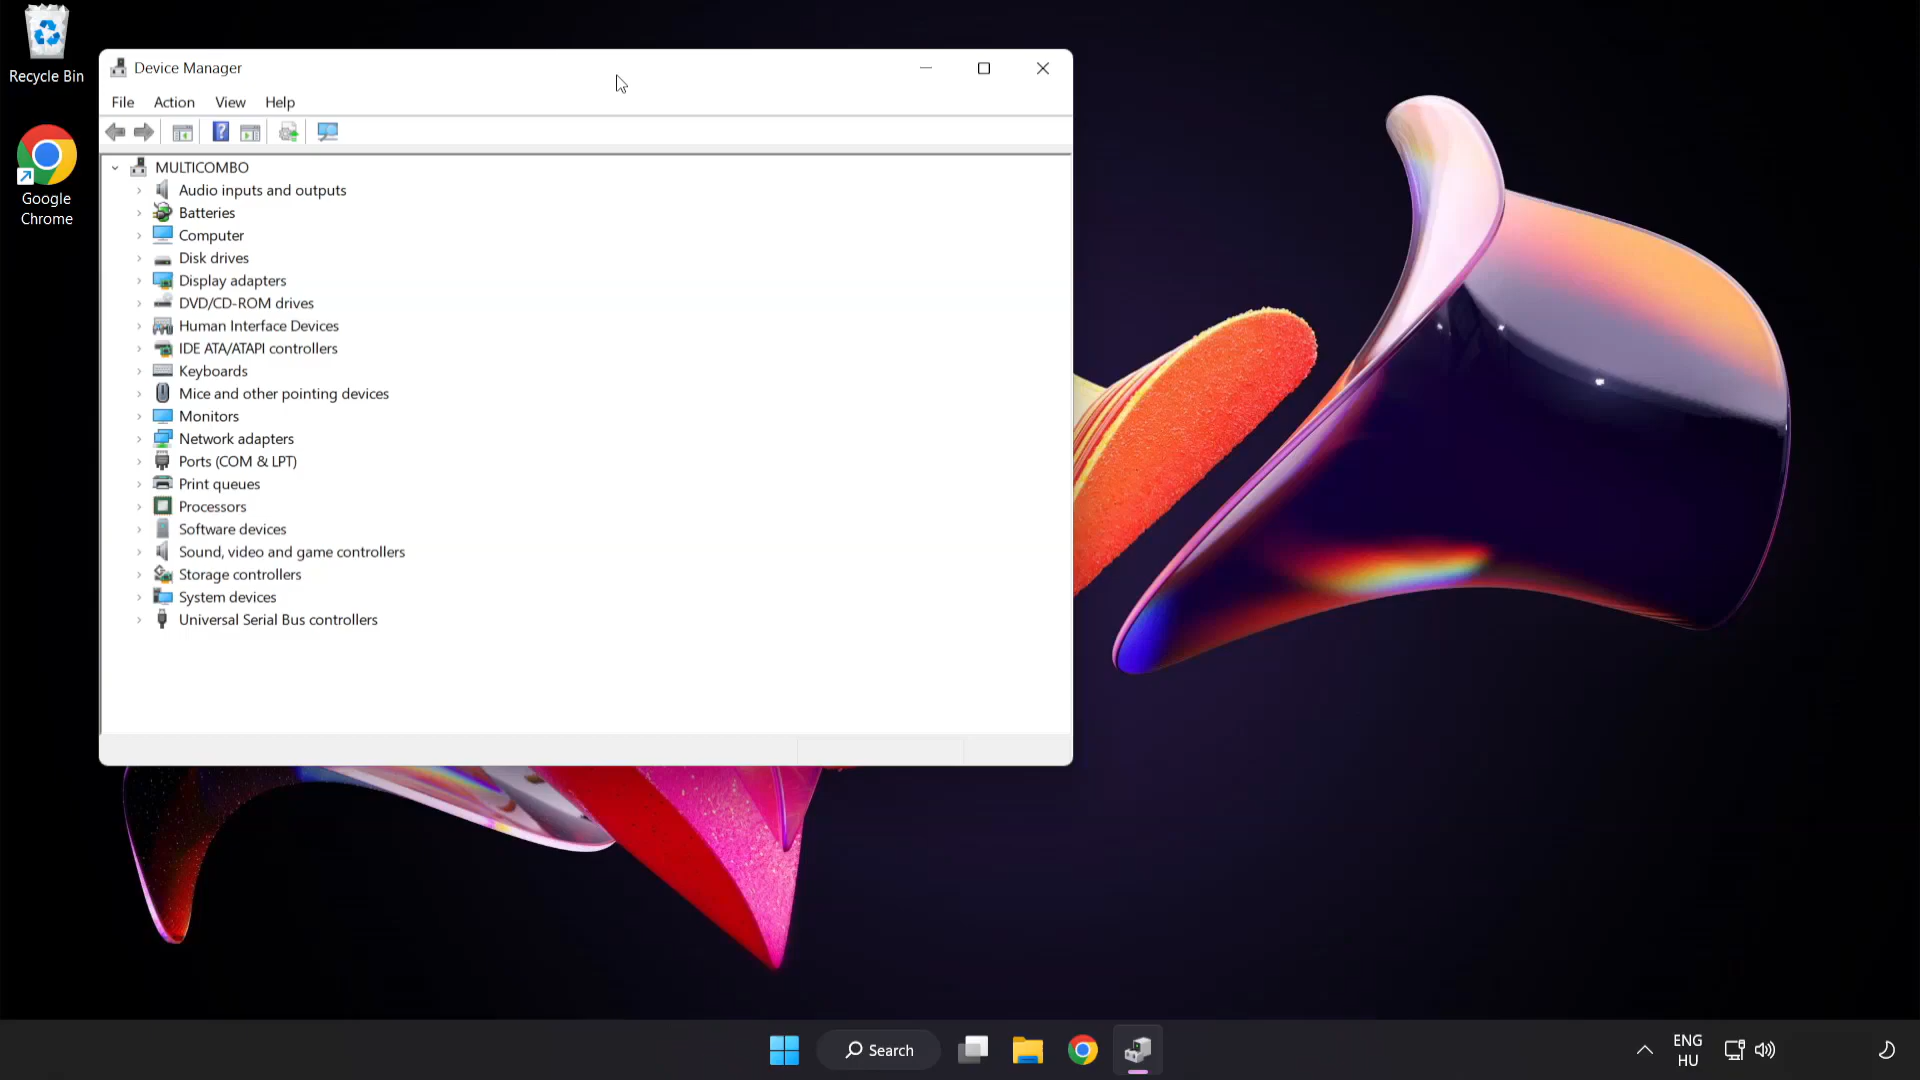 Recycle Bin
Google
Chrome
Device Manager
File Action View Help
?
MULTICOMBO
Audio inputs and outputs
Batteries
Computer
Disk drives
Display adapters
DVD/CD-ROM drives
Human Interface Devices
IDE ATA/ATAPI controllers
Keyboards
Mice and other pointing devices
Monitors
Network adapters
Ports (COM & LPT)
Print queues
Processors
Software devices
Sound, video and game controllers
Storage controllers
System devices
Universal Serial Bus controllers
Search
ENG
HU